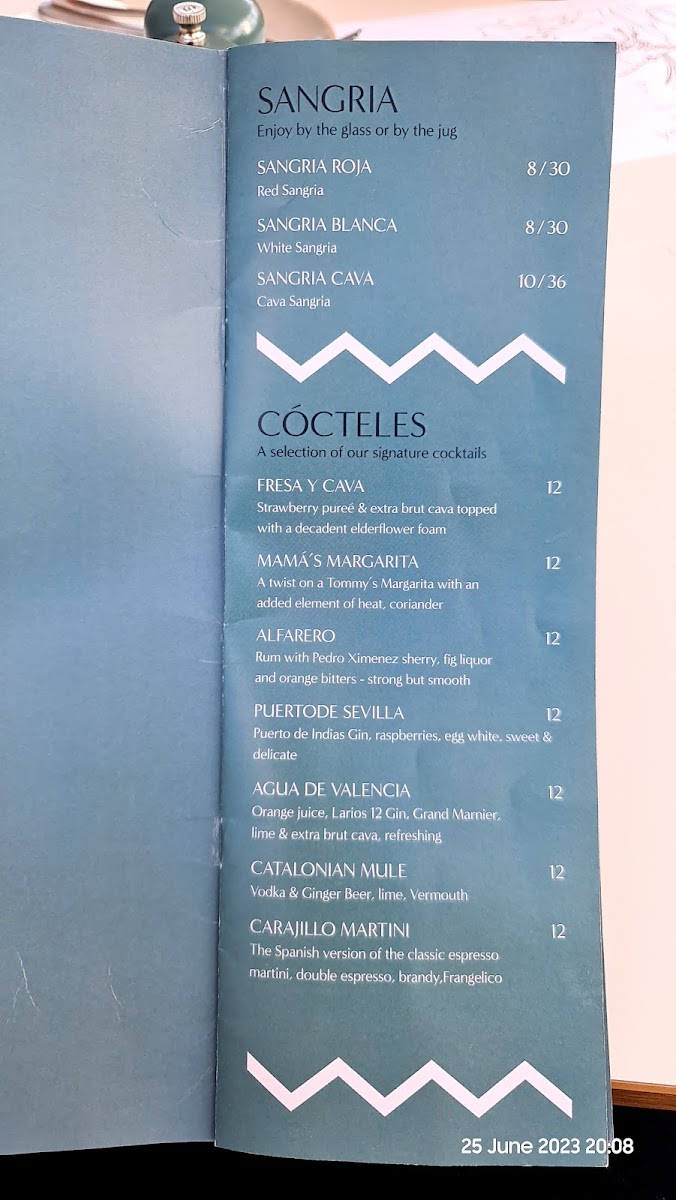 SANGRIA
Enjoy by the glass or by the jug
SANGRIA ROJA 8/30
Red Sangria
SANGRIA BLANCA 8/30
White Sangria
SANGRIA CAVA 10/36
Cava Sangria
CÓCTELES
A selection of our signature cocktails
FRESA Y CAVA 12
Strawberry pureé & extra brut cava topped
with a decadent elderflower foam
MAMÁ´S MARGARITA 12
A twist on a Tommy´s Margarita with an
added element of heat, coriander
ALFARERO 12
Rum with Pedro Ximenez sherry, fig liquor
and orange bitters - strong but smooth
PUERTODE SEVILLA 12
Puerto de Indias Gin, raspberries, egg white, sweet &
delicate
AGUA DE VALENCIA 12
Orange juice, Larios 12 Gin, Grand Marnier,
lime & extra brut cava, refreshing
CATALONIAN MULE 12
Vodka & Ginger Beer, lime, Vermouth
CARAJILLO MARTINI 12
The Spanish version of the classic espresso
martini, double espresso, brandy,Frangelico
25 June 2023 20:08